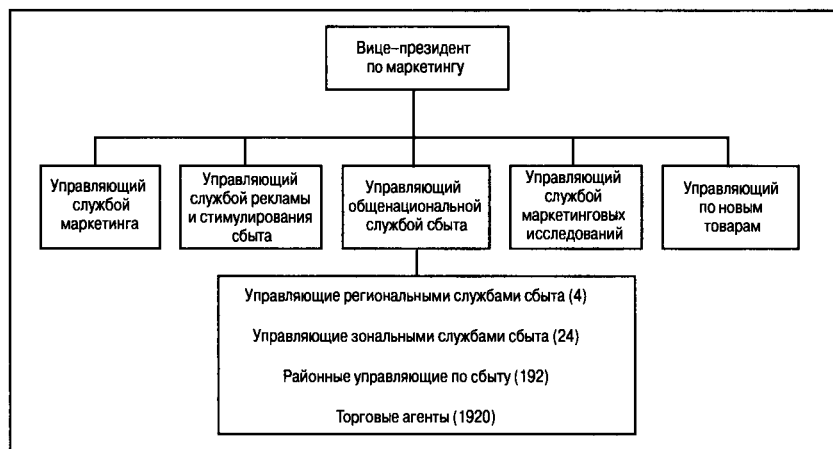 Вице-президент
по маркетингу
Управляющий
службой
маркетинга
Управляющий
службой рекламы
и стимулирования
сбыта
Управляющий
общенациональной
службой сбыта
Управляющий
службой
маркетинговых
исследований
Управляющий
по новым
товарам
Управляющие региональными службами сбыта (4)
Управляющие зональными службами сбыта (24)
Районные управляющие по сбыту (192)
Торговые агенты (1920)